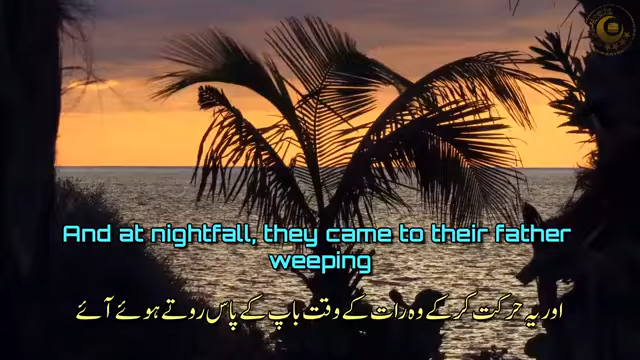 And at nightfall, they came to their father
weeping
اور یہ حرکت کر کے وہ رات کے وقت باپ کے پاس روتے ہوئے آئے